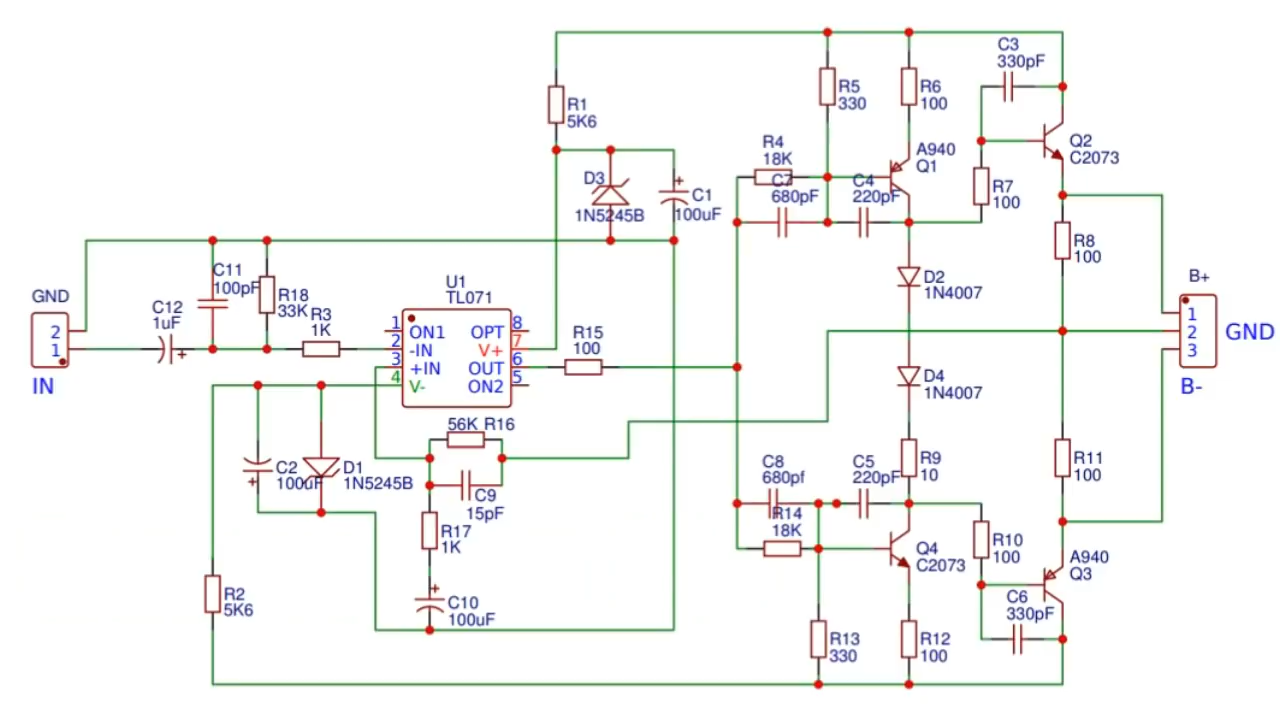 C3
330pF
R1
5K6
R5
330
R6
100
R4
18K
A940
Q1
Q2
C2073
C7
680pF
C4
220pF
R7
100
D3
1N5245B
C1
100uF
+
R8
100
C11
100pF
R18
33K
GND
C12
1uF
+
R3
1K
U1
TL071
D2
1N4007
B+
2
1
IN
1
2
3
4
ON1
-IN
+IN
V-
OPT
V+
OUT
ON2
8
7
6
5
R15
100
1
2
3
GND
B-
D4
1N4007
56K R16
C2
100uF
+
D1
1N5245B
C9
15pF
R17
1K
C8
680pf
C5
220pF
R9
10
R11
100
R14
18K
Q4
C2073
R10
100
A940
Q3
R2
5K6
+
C10
100uF
C6
330pF
R13
330
R12
100